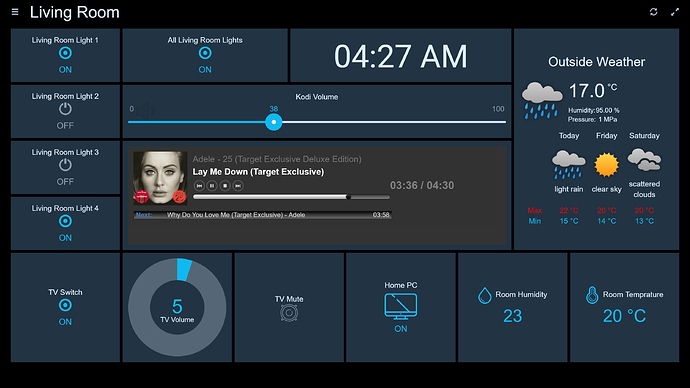 Living Room
Living Room Light 1
ON
All Living Room Lights
ON
04:27 AM
Living Room Light 2
OFF
Kodi Volume
0
38
100
Living Room Light 3
OFF
Adele - 25 (Target Exclusive Deluxe Edition)
Lay Me Down (Target Exclusive)
03:36 / 04:30
Next:
Why Do You Love Me (Target Exclusive) - Adele
03:58
Living Room Light 4
ON
Outside Weather
17.0 °C
Humidity:95.00 %
Pressure: 1 MPa
Today
Friday
Saturday
light rain
clear sky
scattered
clouds
Max
22 °C
20 °C
20 °C
Min
15 °C
14 °C
13 °C
TV Switch
ON
5
TV Volume
TV Mute
Home PC
ON
Room Humidity
23
Room Temprature
20 °C